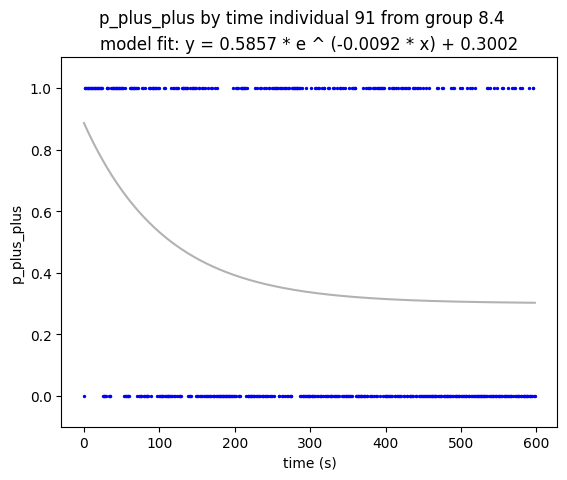 p_plus_plus by time individual 91 from group 8.4
model fit: y = 0.5857 * e ^ (-0.0092 * x) + 0.3002
1.0
0.8
0.6
0.4
0.2
0.0
p_plus_plus
0 100 200 300 400 500 600
time (s)